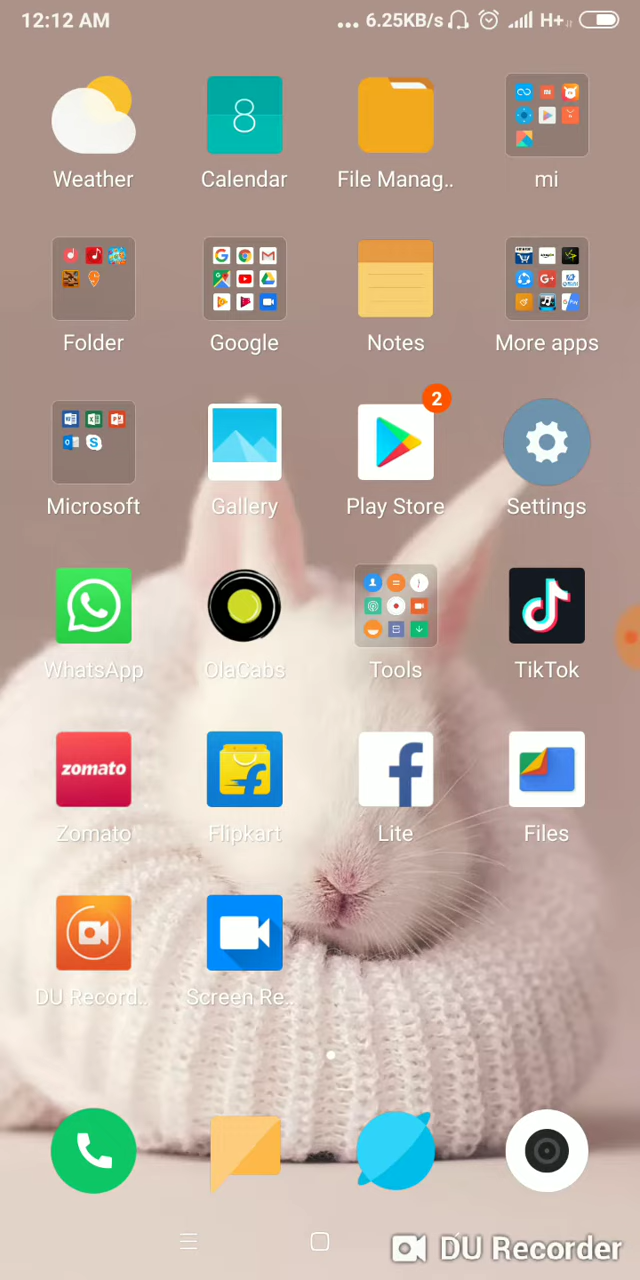 12:12 AM ... 6.25KB/s H+
8
Weather Calendar File Manag.. mi
Folder Google Notes More apps
2
Microsoft Gallery Play Store Settings
WhatsApp OlaCabs Tools TikTok
zomato
Zomato Flipkart Lite Files
DU Record.. Screen Re..
DU Recorder